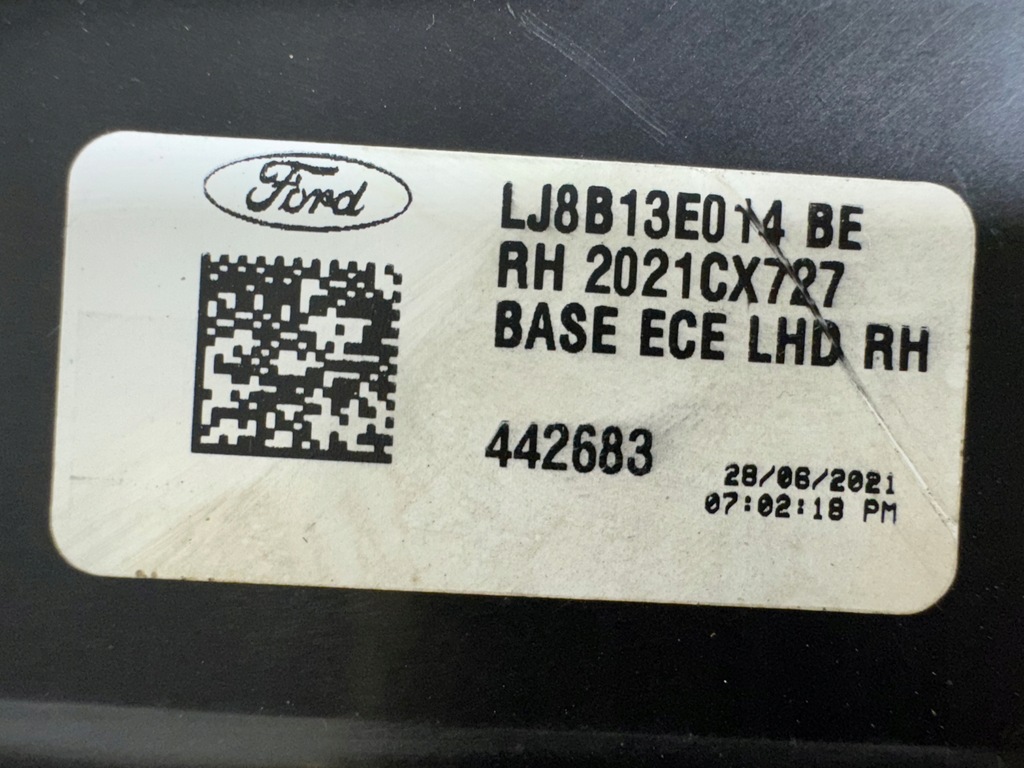 Ford
LJ8B13E014 BE
RH 2021CX727
BASE ECE LHD RH
442683
28/06/2021
07:02:18 PM